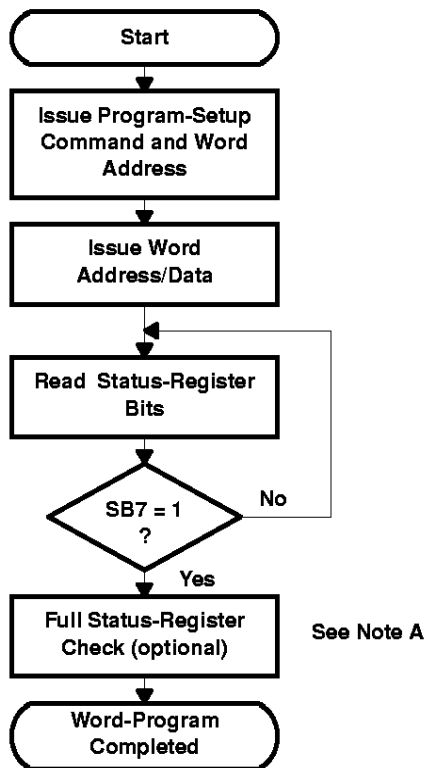 Start
Issue Program-Setup
Command and Word
Address
Issue Word
Address/Data
Read Status-Register
Bits
SB7 = 1
?
No
Yes
Full Status-Register
Check (optional)
See Note A
Word-Program
Completed